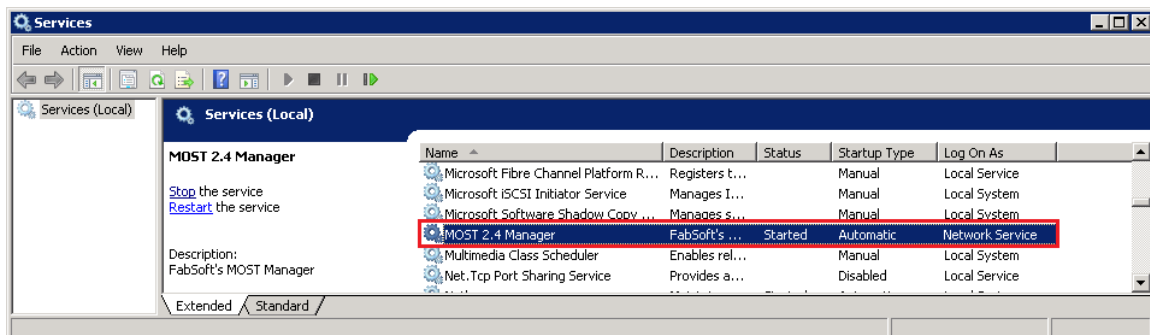 Services
File Action View Help
Services (Local)
Services (Local)
MOST 2.4 Manager
Stop the service
Restart the service
Description:
FabSoft's MOST Manager
Name Description Status Startup Type Log On As
Microsoft Fibre Channel Platform R... Registers t... Manual Local Service
Microsoft iSCSI Initiator Service Manages I... Manual Local System
Microsoft Software Shadow Copy ... Manages s... Manual Local System
MOST 2.4 Manager FabSoft's ... Started Automatic Network Service
Multimedia Class Scheduler Enables rel... Manual Local System
Net.Tcp Port Sharing Service Provides a... Disabled Local Service
Extended Standard